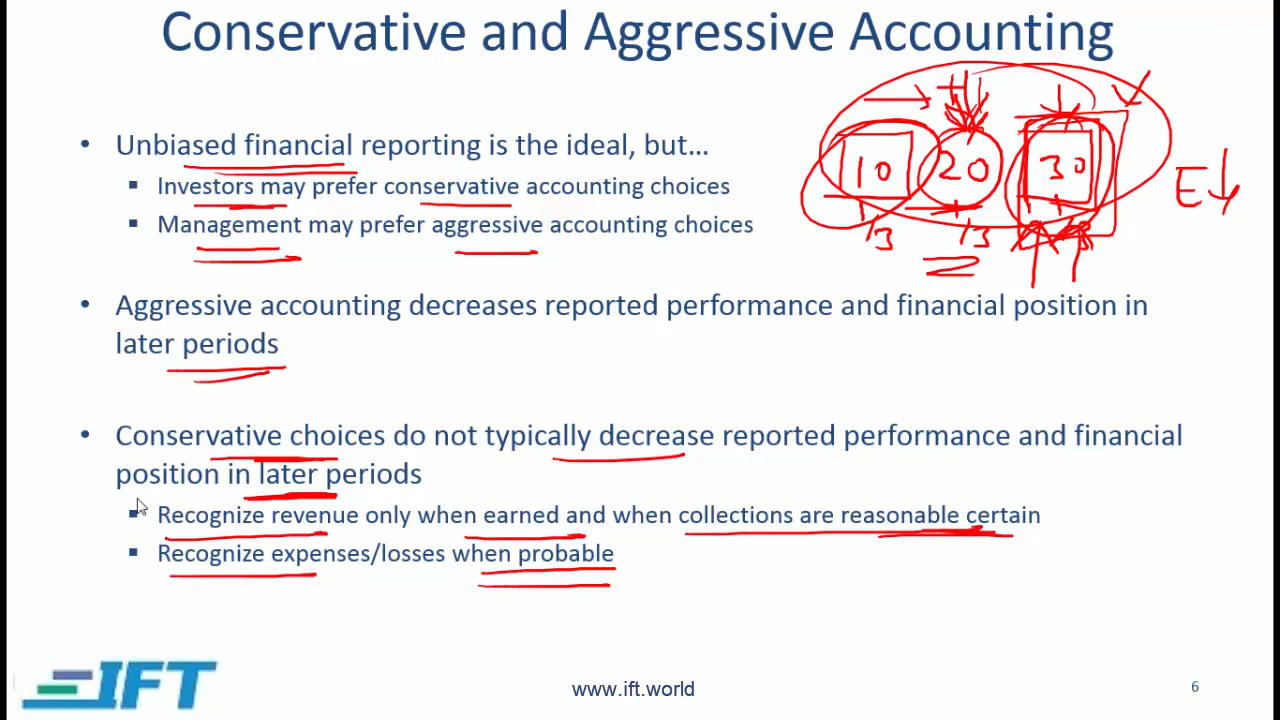 Conservative and Aggressive Accounting
• Unbiased financial reporting is the ideal, but…
▪ Investors may prefer conservative accounting choices
▪ Management may prefer aggressive accounting choices
10 20 30
E↓
1/3 1/3
• Aggressive accounting decreases reported performance and financial position in
later periods
• Conservative choices do not typically decrease reported performance and financial
position in later periods
▪ Recognize revenue only when earned and when collections are reasonable certain
▪ Recognize expenses/losses when probable
IFT
www.ift.world
6